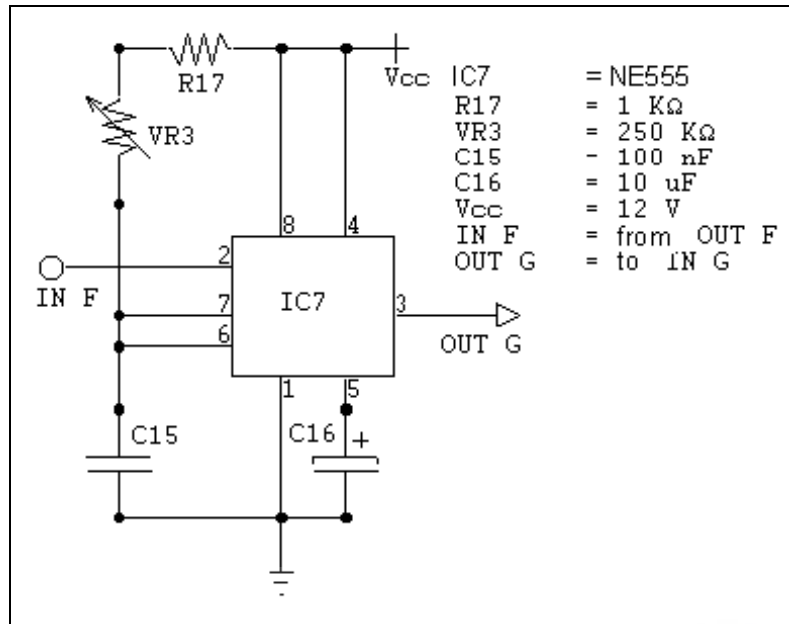 R17
Vcc
VR3
IC7 = NE555
R17 = 1 KΩ
VR3 = 250 KΩ
C15 - 100 nF
C16 = 10 uF
Vcc = 12 V
IN F = from OUT F
OUT G = to IN G
8
4
2
IN F
7
IC7
3
6
OUT G
1
5
C15
C16
+